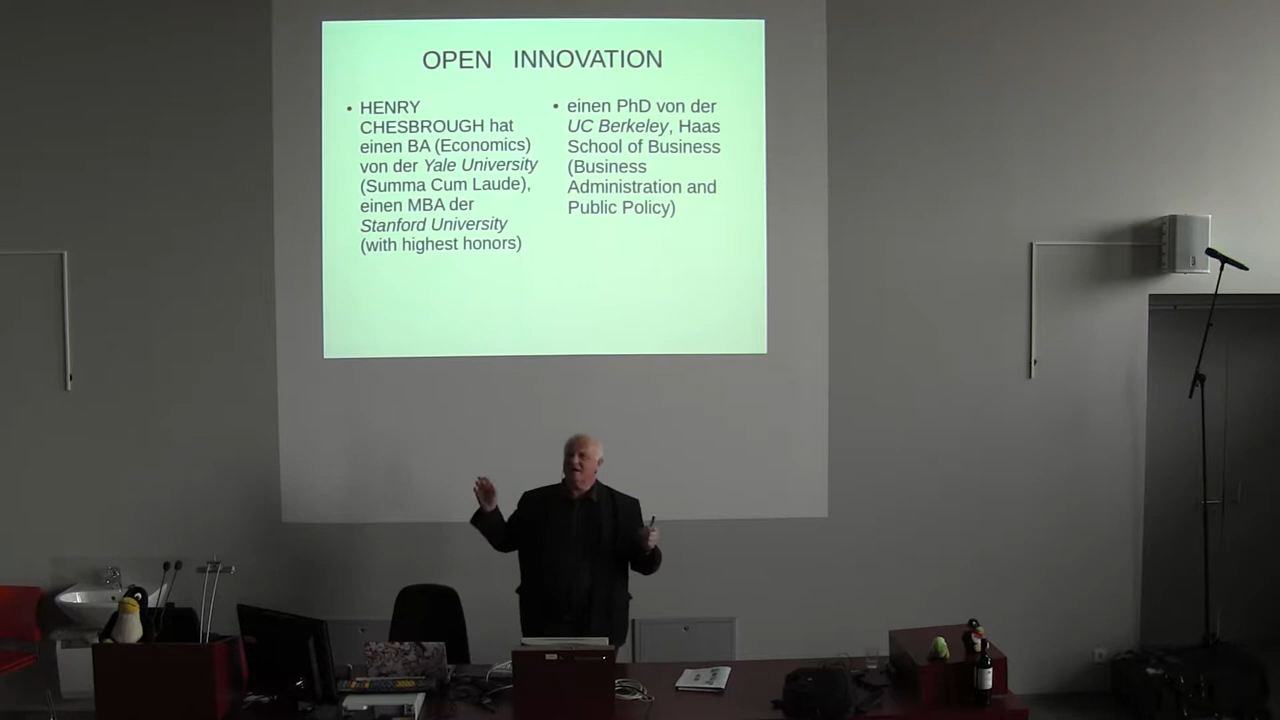 OPEN INNOVATION
• HENRY
CHESBROUGH hat
einen BA (Economics)
von der Yale University
(Summa Cum Laude),
einen MBA der
Stanford University
(with highest honors)
• einen PhD von der
UC Berkeley, Haas
School of Business
(Business
Administration and
Public Policy)